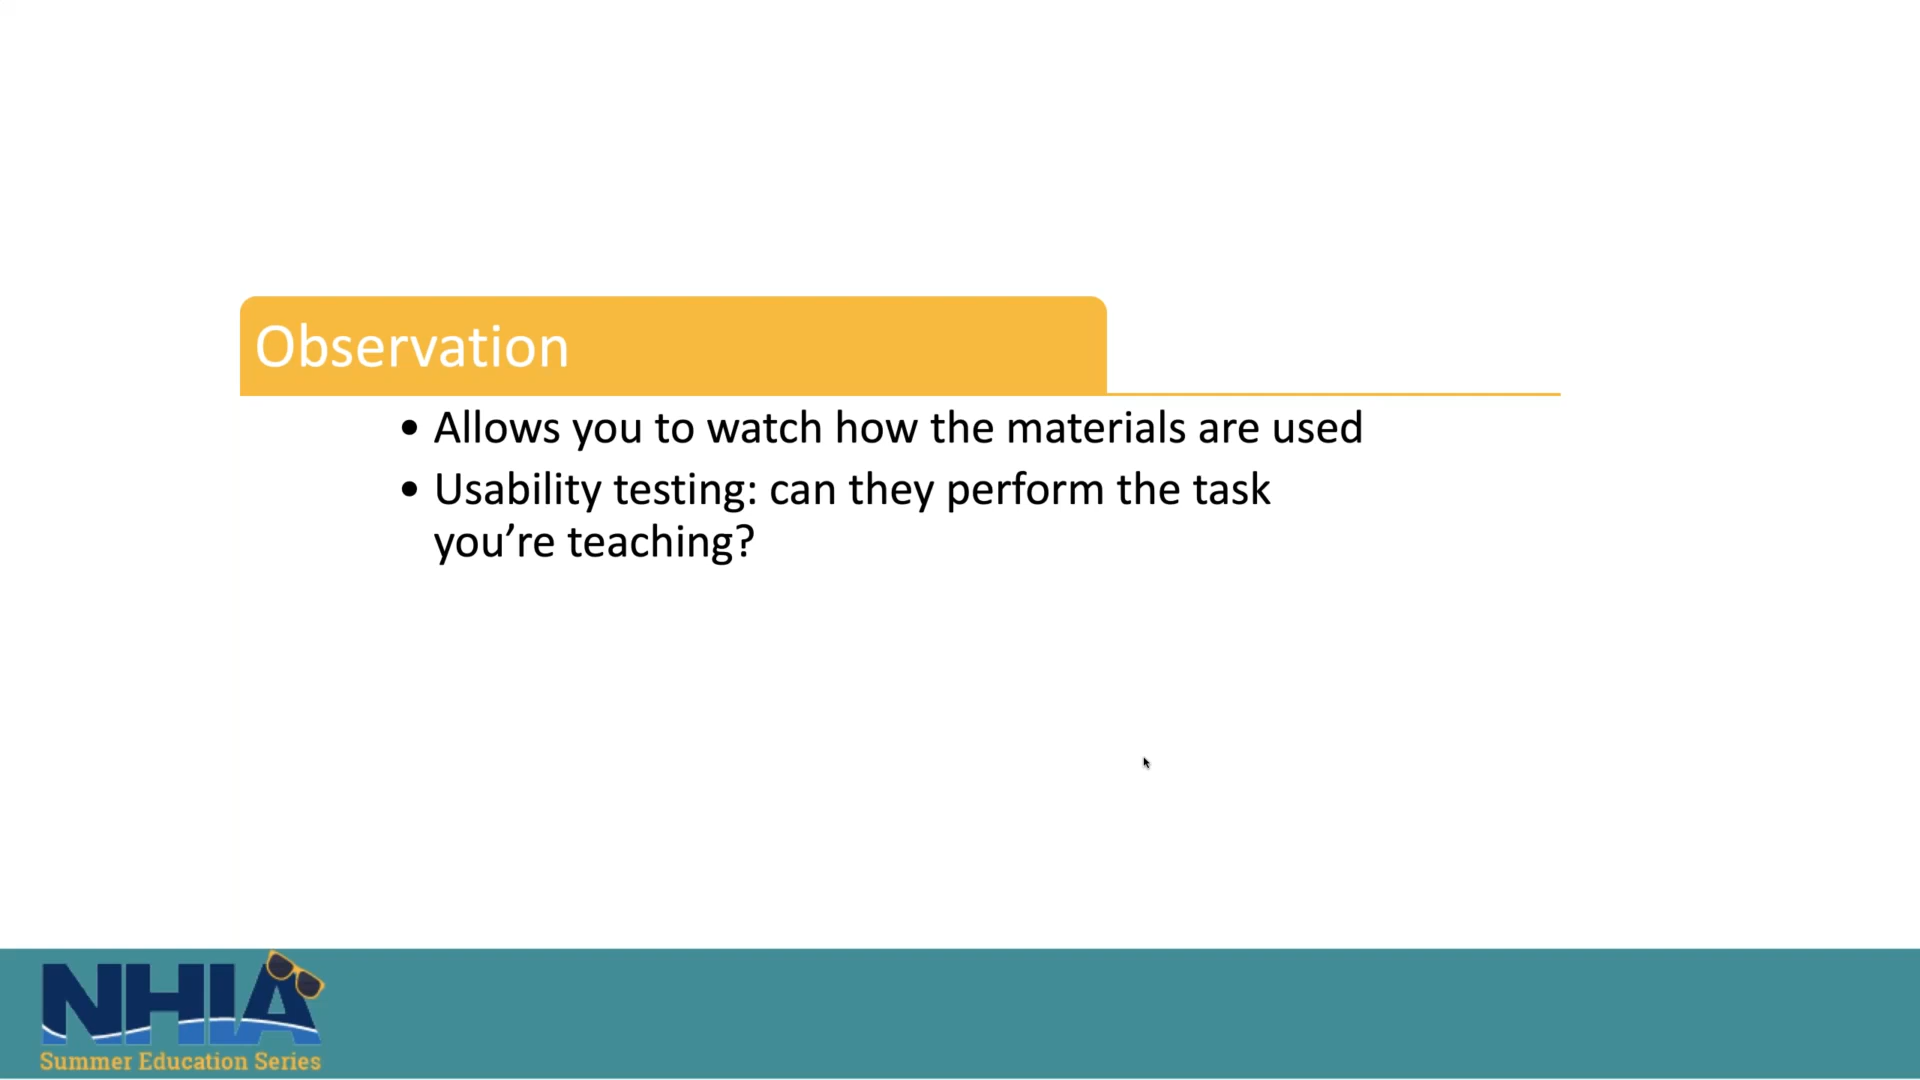 Observation
• Allows you to watch how the materials are used
• Usability testing: can they perform the task
you’re teaching?
NHIA
Summer Education Series